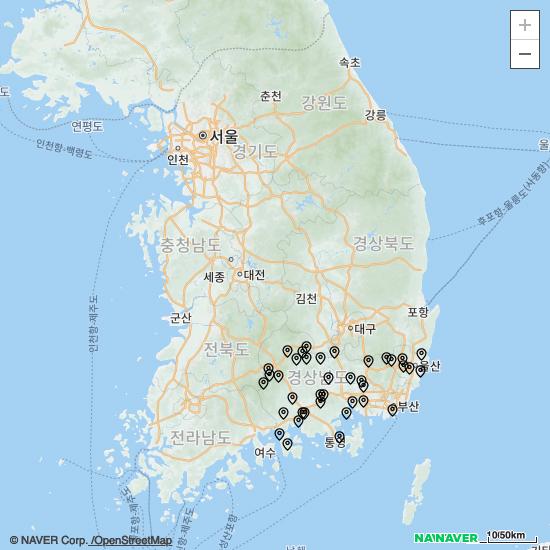 +
−
속초
춘천
강원도
강릉
도
연평도
서울
울
인천
경기도
인천항-백령도
후포항-울릉도(사동항)
충청남도
경상북도
세종
대전
인천항-제주도
김천
포항
군산
대구
전북도
울산
경상남도
부산
전라남도
여수
통영
© NAVER Corp. /OpenStreetMap
NAVER
10/50km